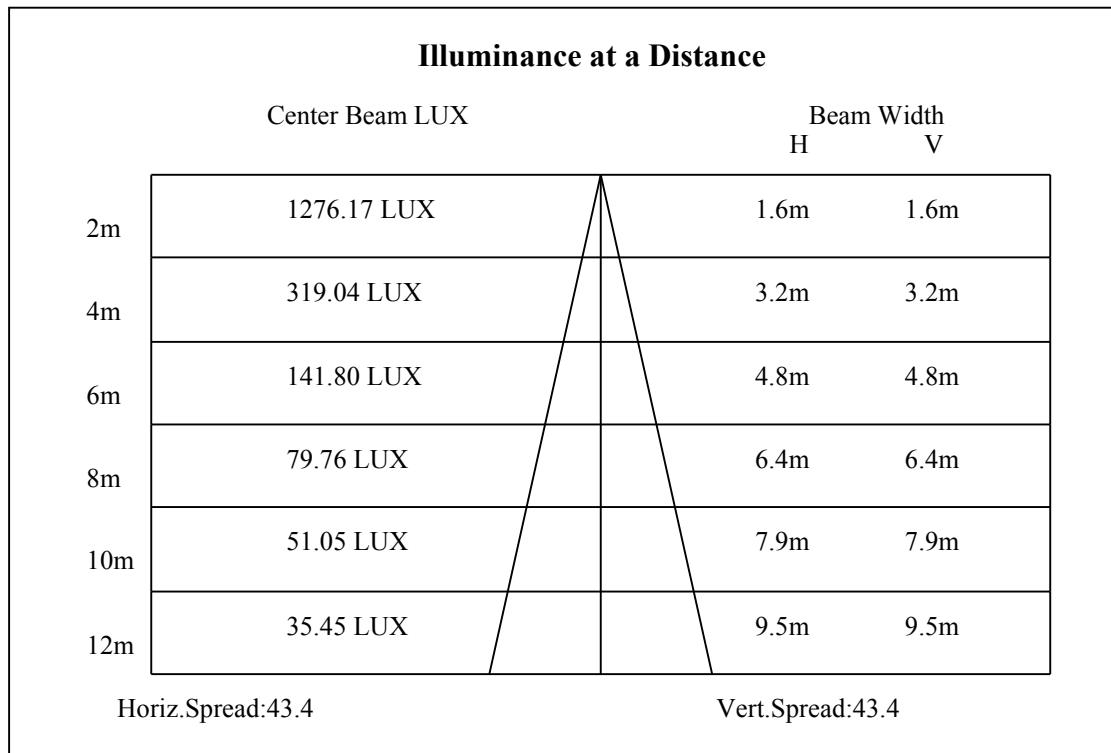 Illuminance at a Distance
Center Beam LUX Beam Width
H V
2m 1276.17 LUX 1.6m 1.6m
4m 319.04 LUX 3.2m 3.2m
6m 141.80 LUX 4.8m 4.8m
8m 79.76 LUX 6.4m 6.4m
10m 51.05 LUX 7.9m 7.9m
12m 35.45 LUX 9.5m 9.5m
Horiz.Spread:43.4 Vert.Spread:43.4